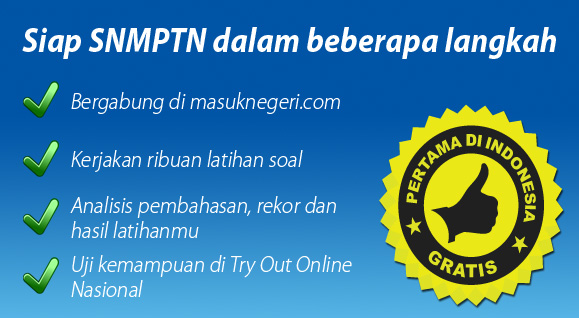 Siap SNMPTN dalam beberapa langkah
Bergabung di masuknegeri.com
Kerjakan ribuan latihan soal
Analisis pembahasan, rekor dan
hasil latihanmu
Uji kemampuan di Try Out Online
Nasional
PERTAMA DI INDONESIA
GRATIS